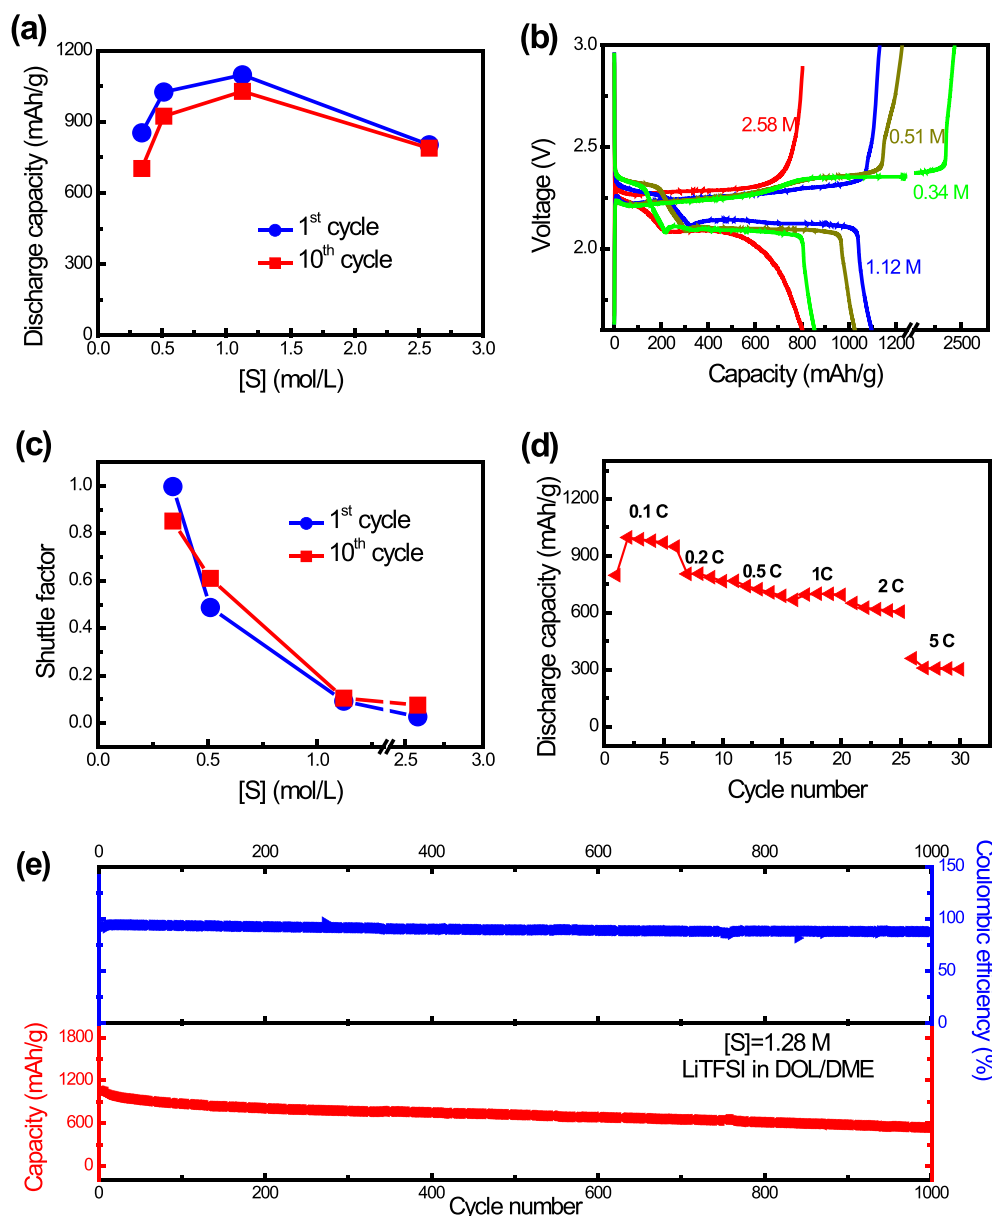 (a)
1200
900
600
300
0
Discharge capacity (mAh/g)
1st cycle
10th cycle
0.0 0.5 1.0 1.5 2.0 2.5 3.0
[S] (mol/L)
(b)
3.0
2.5
2.0
Voltage (V)
2.58 M
0.51 M
0.34 M
1.12 M
0 200 400 600 800 1000 1200 2500
Capacity (mAh/g)
(c)
1.0
0.8
0.6
0.4
0.2
0.0
Shuttle factor
1st cycle
10th cycle
0.0 0.5 1.0 2.5 3.0
[S] (mol/L)
(d)
1200
900
600
300
0
Discharge capacity (mAh/g)
0.1 C
0.2 C
0.5 C
1C
2 C
5 C
0 5 10 15 20 25 30
Cycle number
(e)
0 200 400 600 800 1000
150
100
50
0
Coulombic efficiency (%)
1800
1200
600
0
Capacity (mAh/g)
[S]=1.28 M
LiTFSI in DOL/DME
0 200 400 600 800 1000
Cycle number